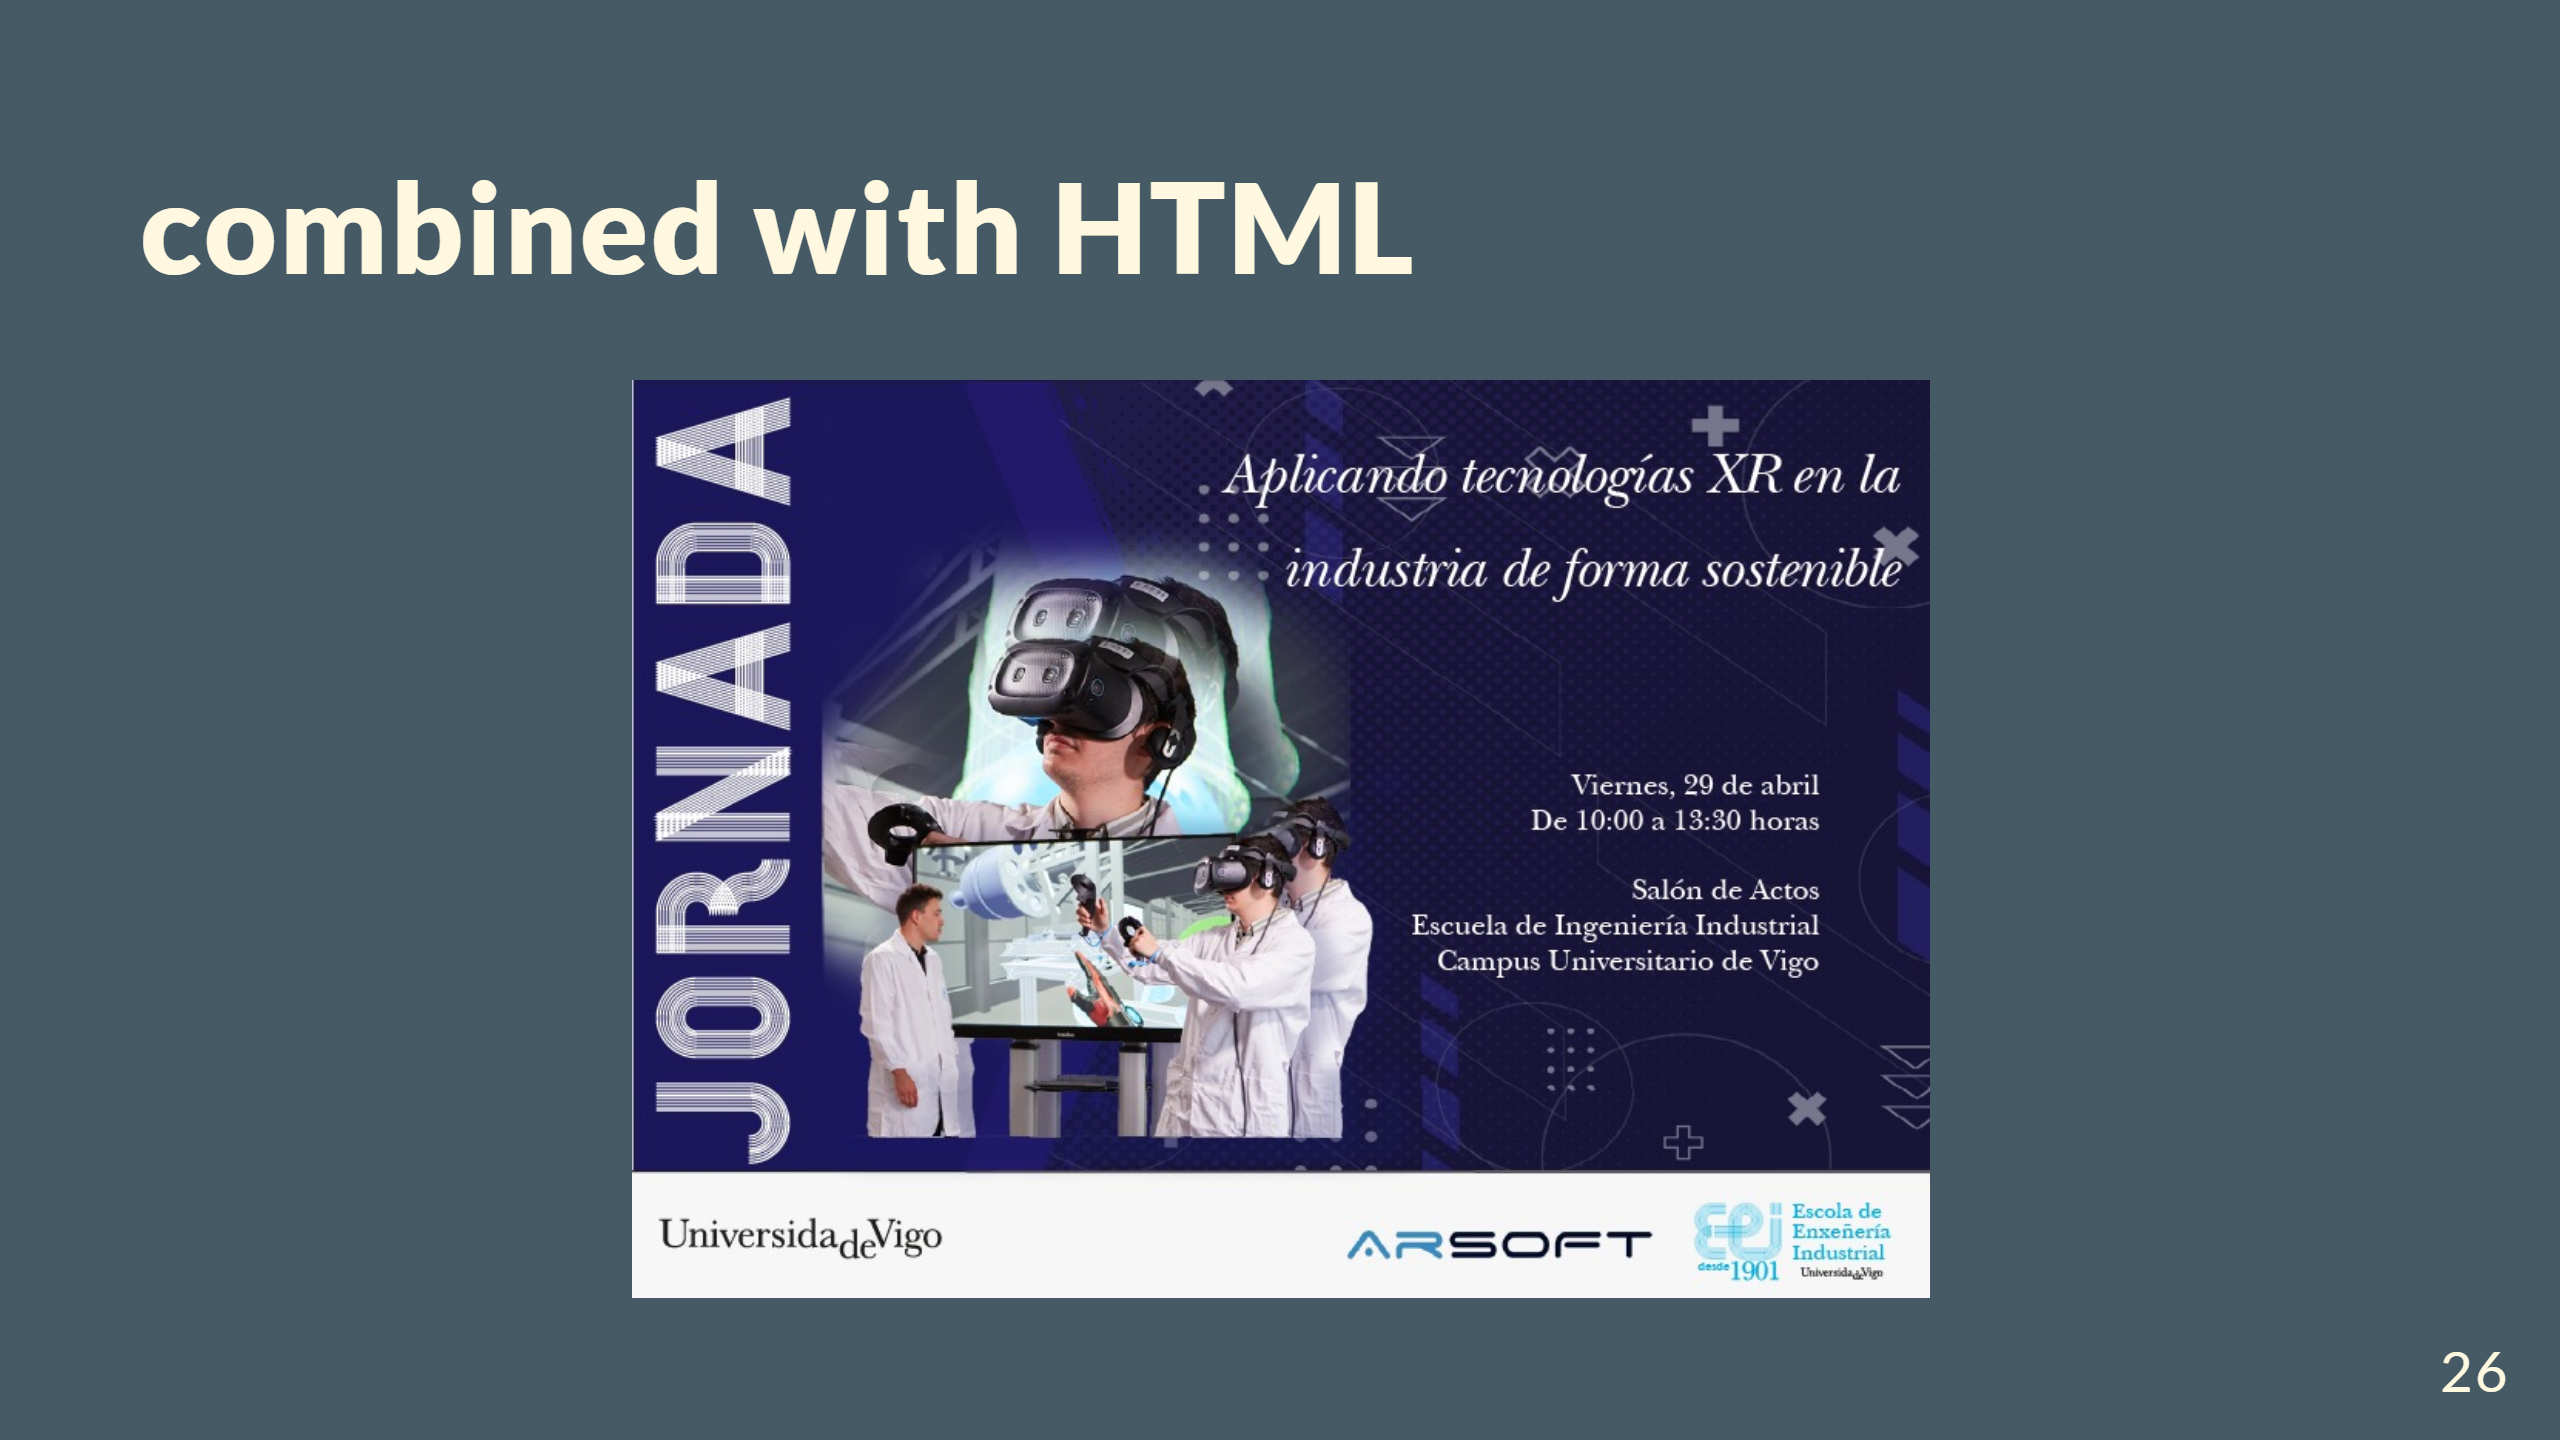 combined with HTML
JORNADA
Aplicando tecnologías XR en la
industria de forma sostenible
Viernes, 29 de abril
De 10:00 a 13:30 horas
Salón de Actos
Escuela de Ingeniería Industrial
Campus Universitario de Vigo
UniversidadeVigo
ARSOFT
eei
desde 1901
Escola de
Enxeñería
Industrial
UniversidadeVigo
26